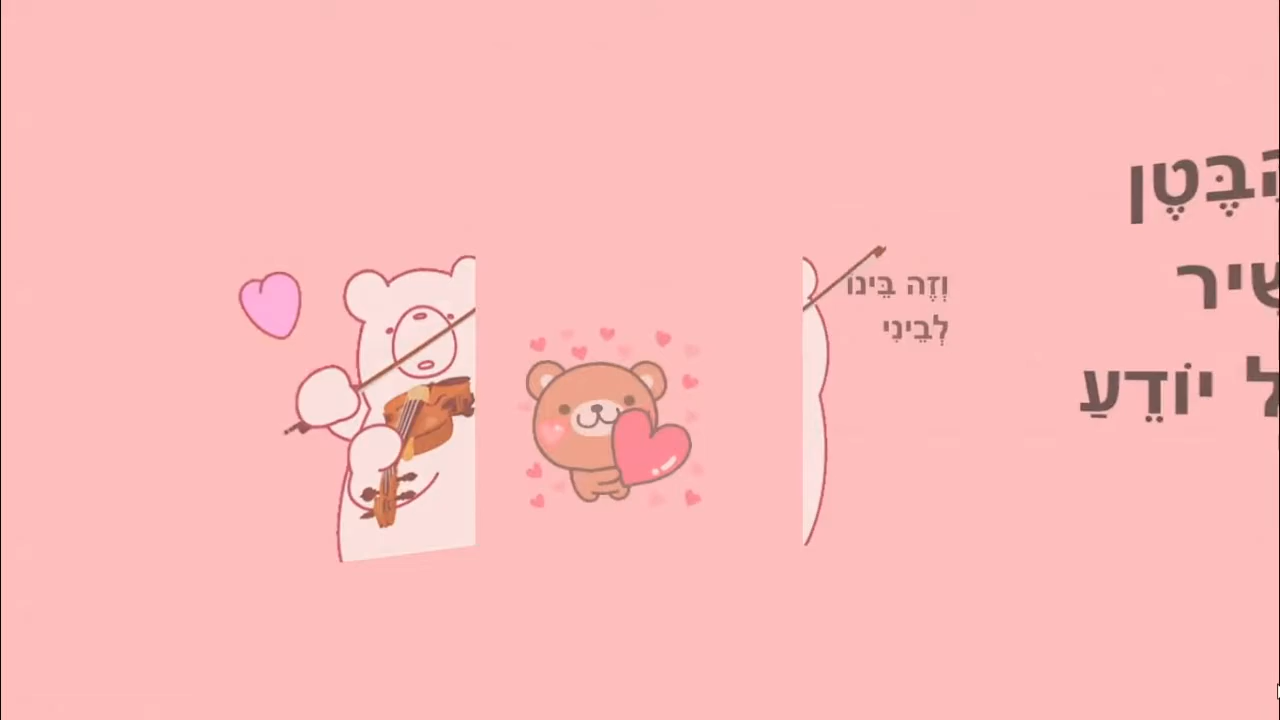 הַבֶּטֶן
שִׁיר
יוֹדֵעַ
וְזֶה בֵּינוֹ
לְבֵינִי